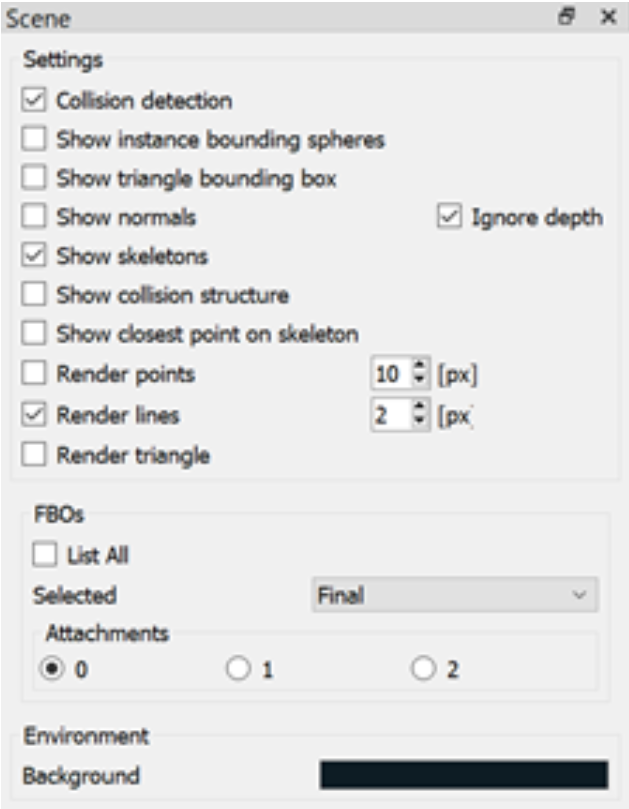 Scene
Settings
Collision detection
Show instance bounding spheres
Show triangle bounding box
Show normals Ignore depth
Show skeletons
Show collision structure
Show closest point on skeleton
Render points 10 [px]
Render lines 2 [px]
Render triangle
FBOs
List All
Selected Final
Attachments
0 1 2
Environment
Background